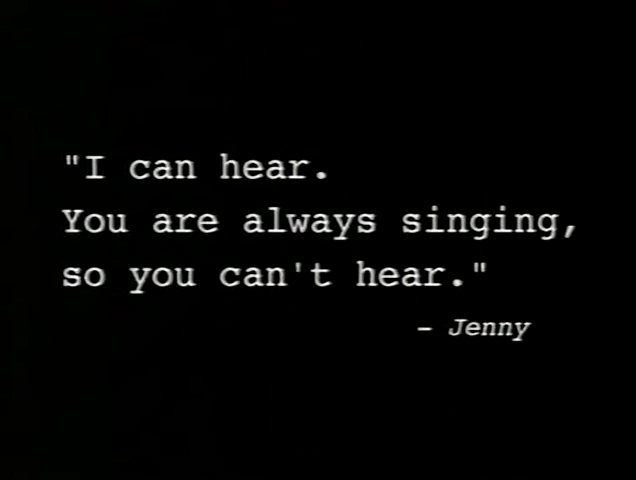 "I can hear.
You are always singing,
so you can't hear."
– Jenny